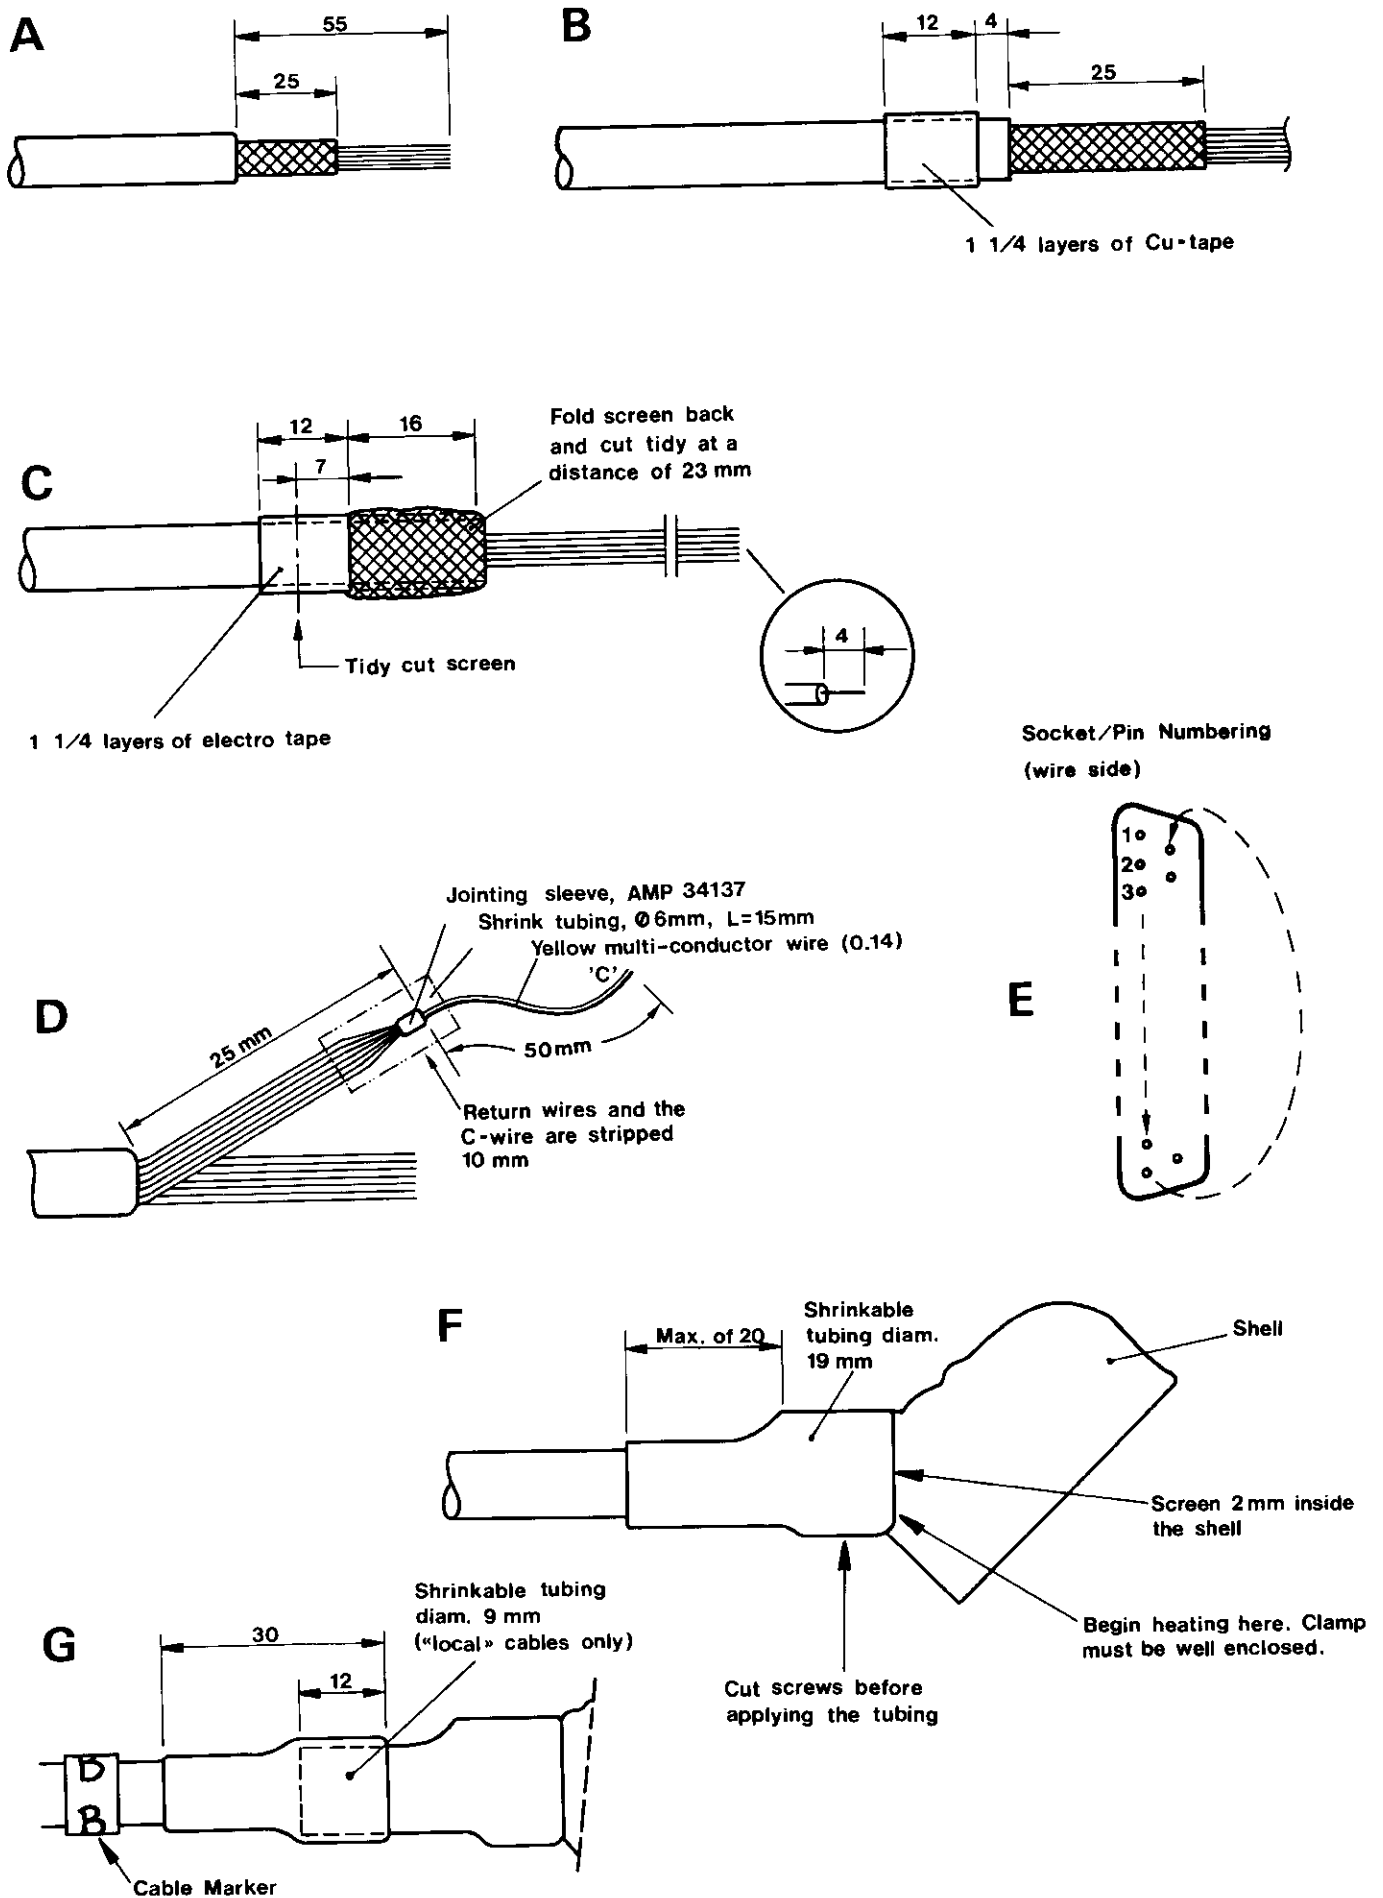 A
55
25
B
12
4
25
1 1/4 layers of Cu-tape
C
12
16
7
Fold screen back
and cut tidy at a
distance of 23 mm
Tidy cut screen
4
1 1/4 layers of electro tape
Socket/Pin Numbering
(wire side)
1
2
3
E
D
Jointing sleeve, AMP 34137
Shrink tubing, Ø6mm, L=15mm
Yellow multi-conductor wire (0.14)
'C'
25 mm
50mm
Return wires and the
C-wire are stripped
10 mm
F
Max. of 20
Shrinkable
tubing diam.
19 mm
Shell
Screen 2mm inside
the shell
Begin heating here. Clamp
must be well enclosed.
Cut screws before
applying the tubing
G
30
12
Shrinkable tubing
diam. 9 mm
(«local» cables only)
B
B
Cable Marker